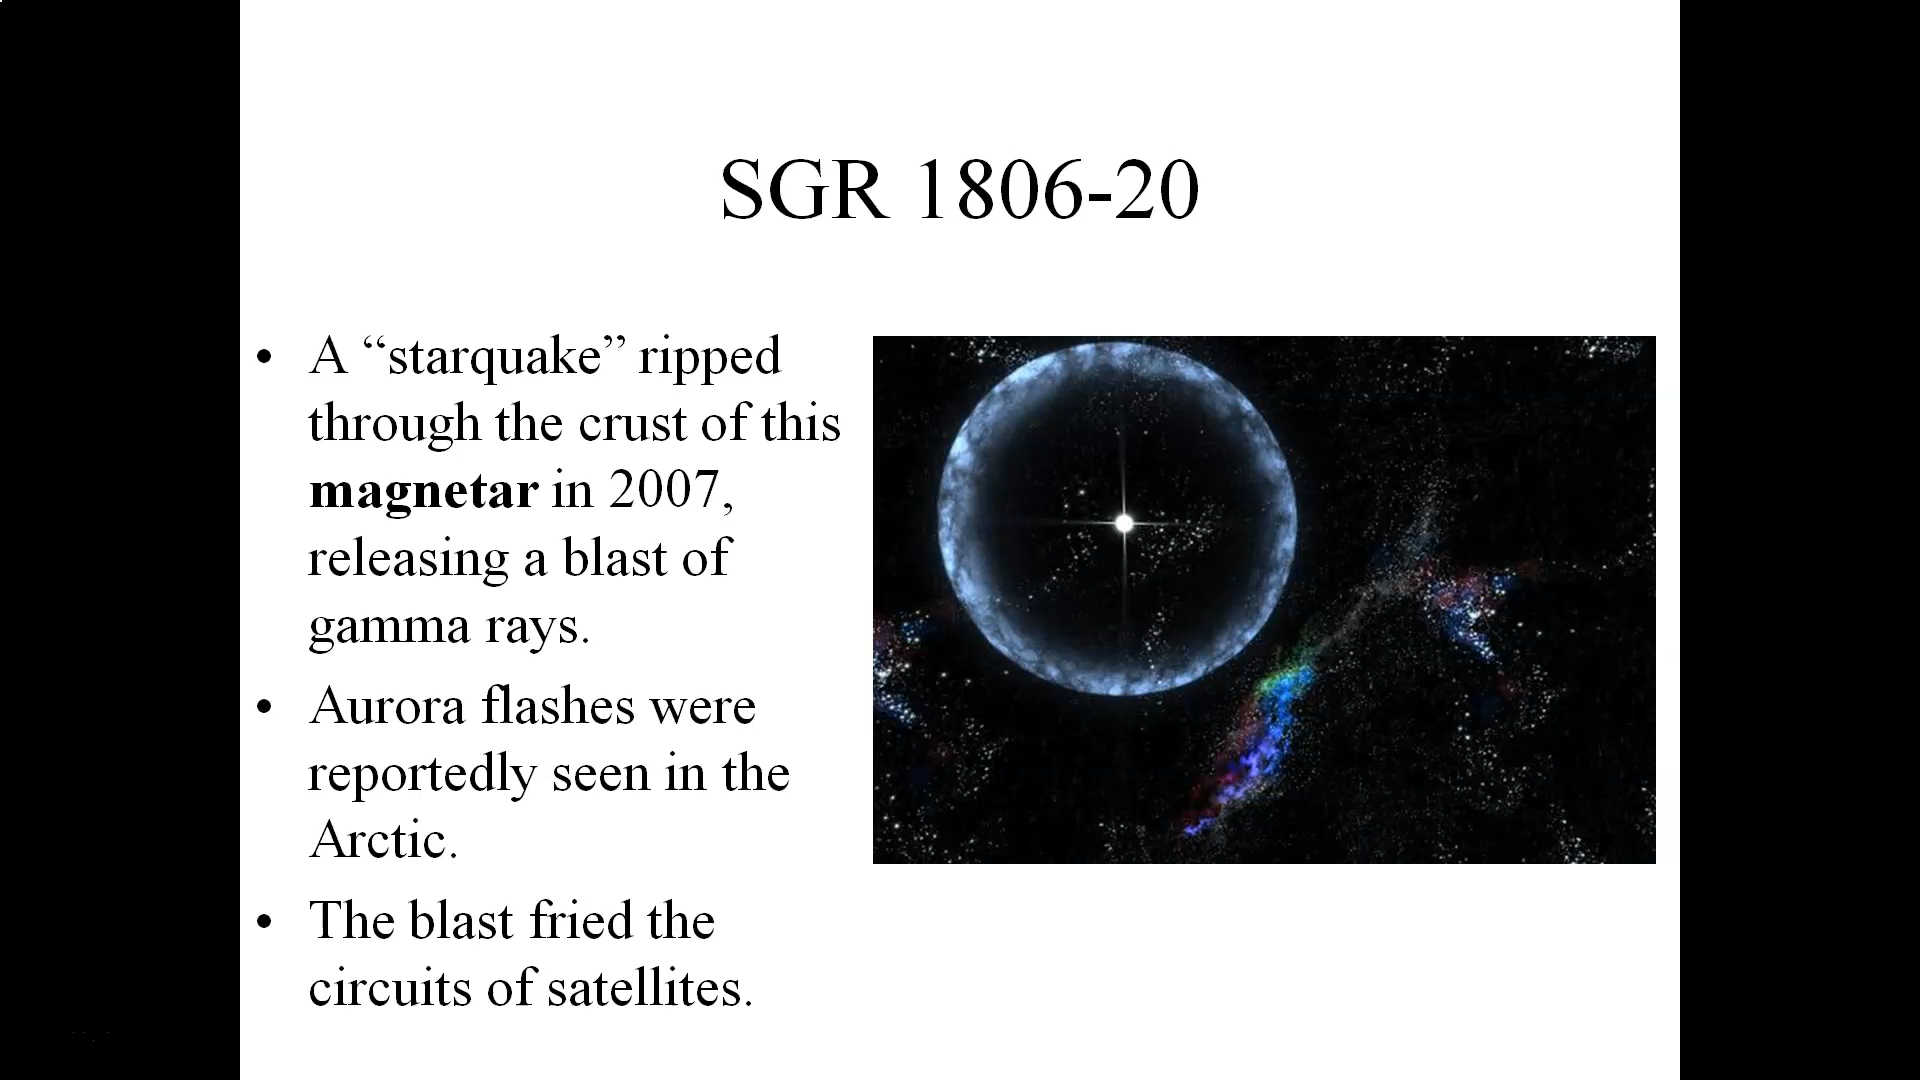 SGR 1806-20
• A “starquake” ripped
through the crust of this
magnetar in 2007,
releasing a blast of
gamma rays.
• Aurora flashes were
reportedly seen in the
Arctic.
• The blast fried the
circuits of satellites.